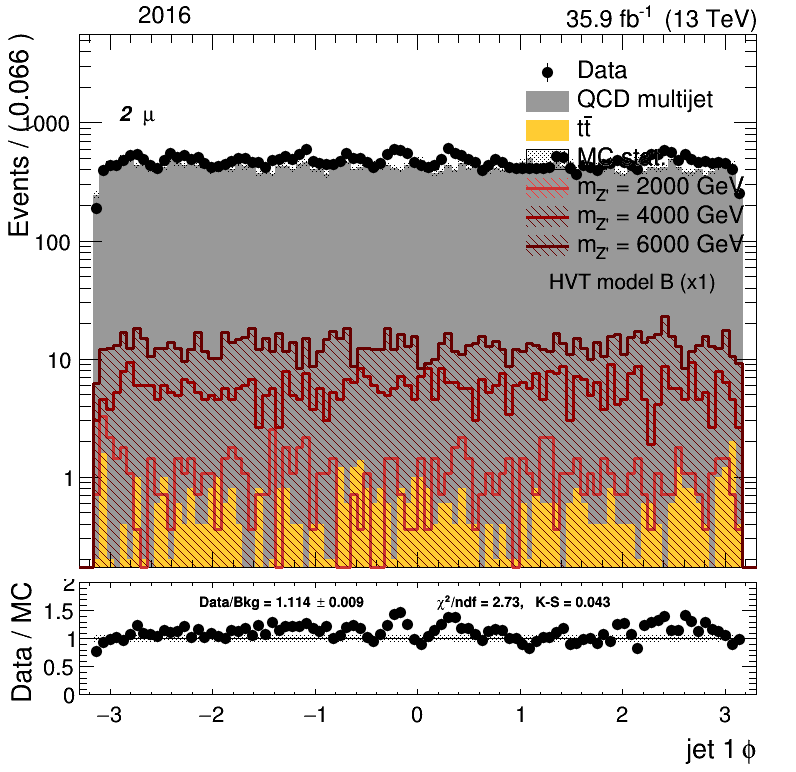 2016 35.9 fb⁻¹ (13 TeV)
Events / ( 0.066 )
2 μ
Data
QCD multijet
tt̅
MC stat.
m_Z' = 2000 GeV
m_Z' = 4000 GeV
m_Z' = 6000 GeV
HVT model B (x1)
1000
100
10
1
Data / MC
2
1.5
1
0.5
0
Data/Bkg = 1.114 ± 0.009 χ²/ndf = 2.73, K-S = 0.043
−3 −2 −1 0 1 2 3
jet 1 ϕ